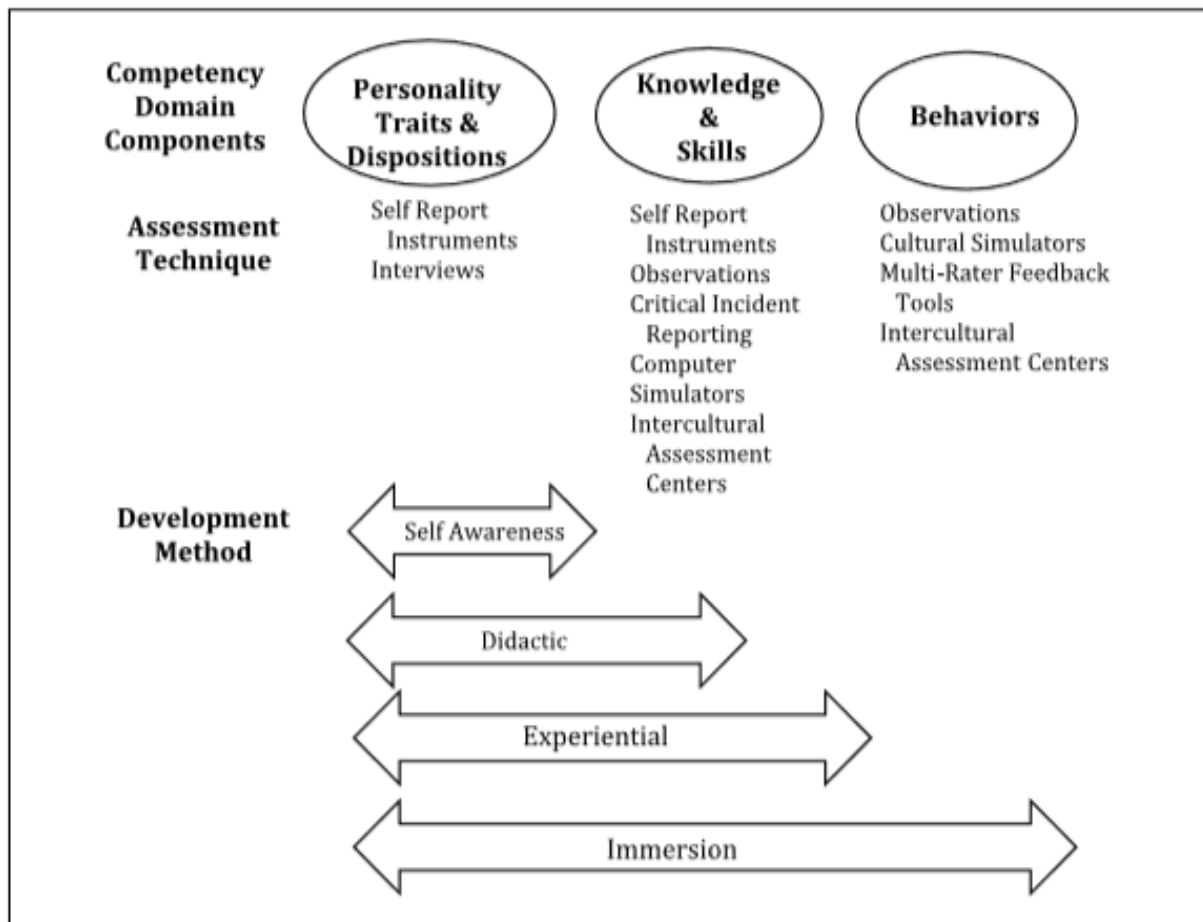 Competency
Domain
Components
Personality
Traits &
Dispositions
Knowledge
&
Skills
Behaviors
Assessment
Technique
Self Report
Instruments
Interviews
Self Report
Instruments
Observations
Critical Incident
Reporting
Computer
Simulators
Intercultural
Assessment
Centers
Observations
Cultural Simulators
Multi-Rater Feedback
Tools
Intercultural
Assessment Centers
Development
Method
Self Awareness
Didactic
Experiential
Immersion